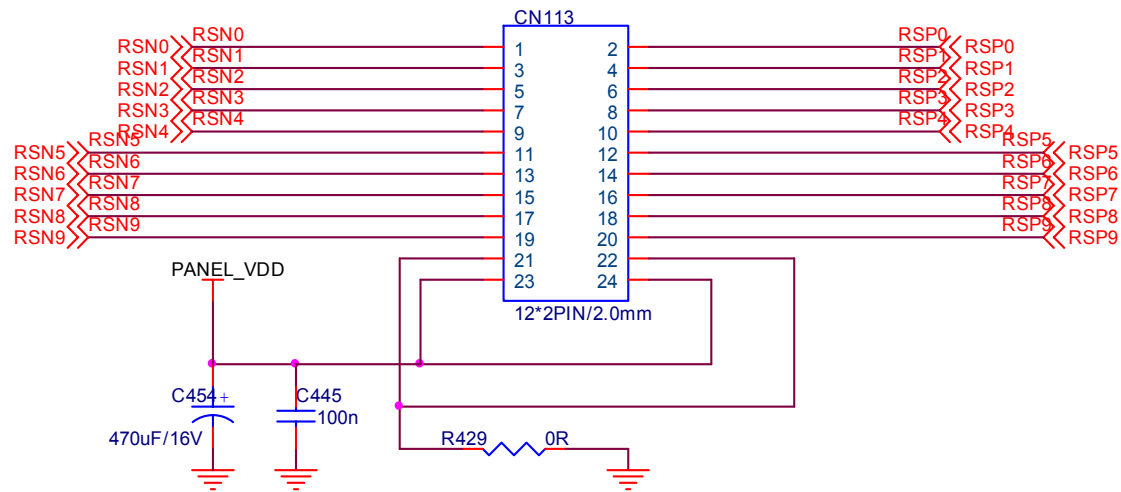 CN113
RSN0 RSN0 1 2 RSP0 RSP0
RSN1 RSN1 3 4 RSP1 RSP1
RSN2 RSN2 5 6 RSP2 RSP2
RSN3 RSN3 7 8 RSP3 RSP3
RSN4 RSN4 9 10 RSP4 RSP4
RSN5 RSN5 11 12 RSP5 RSP5
RSN6 RSN6 13 14 RSP6 RSP6
RSN7 RSN7 15 16 RSP7 RSP7
RSN8 RSN8 17 18 RSP8 RSP8
RSN9 RSN9 19 20 RSP9 RSP9
21 22
PANEL_VDD 23 24
12*2PIN/2.0mm
C454 + C445
470uF/16V 100n
R429 0R